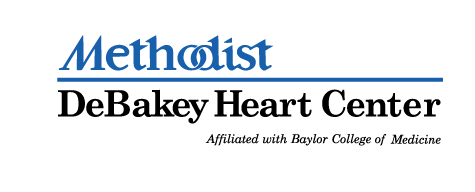 Methodist
DeBakey Heart Center
Affiliated with Baylor College of Medicine